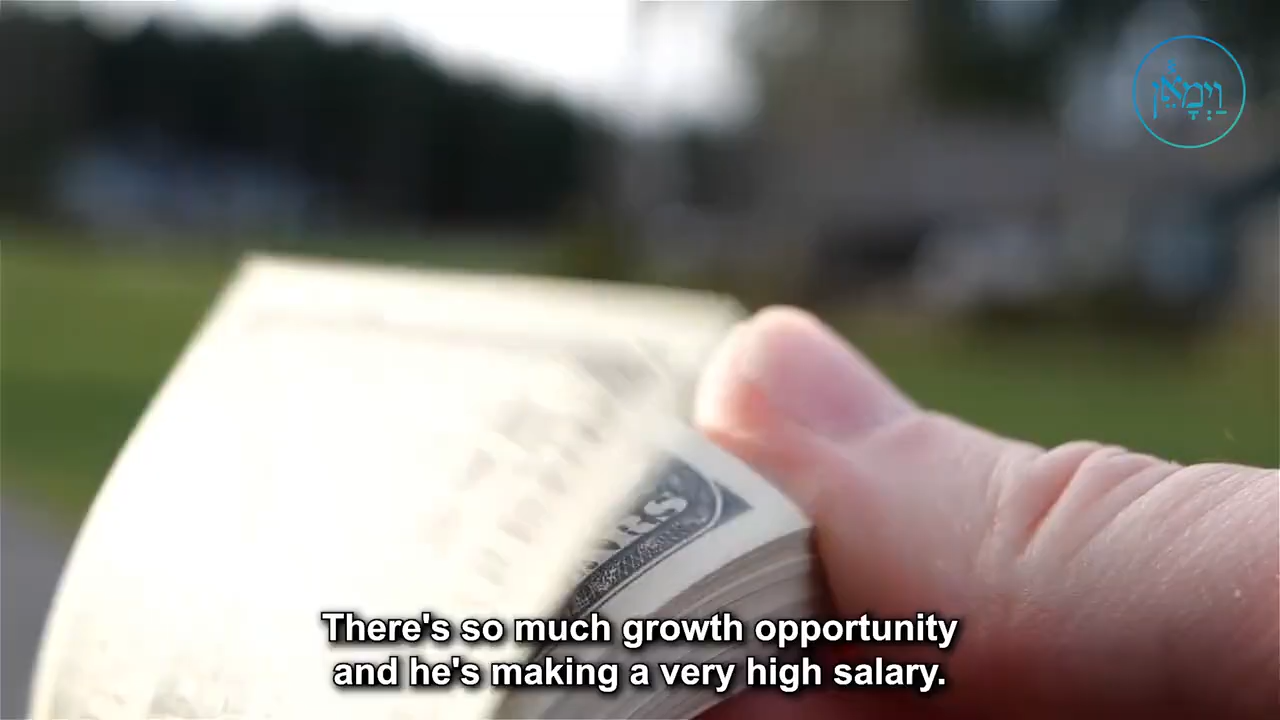 וַיְמָאֵ֓ן
There's so much growth opportunity
and he's making a very high salary.